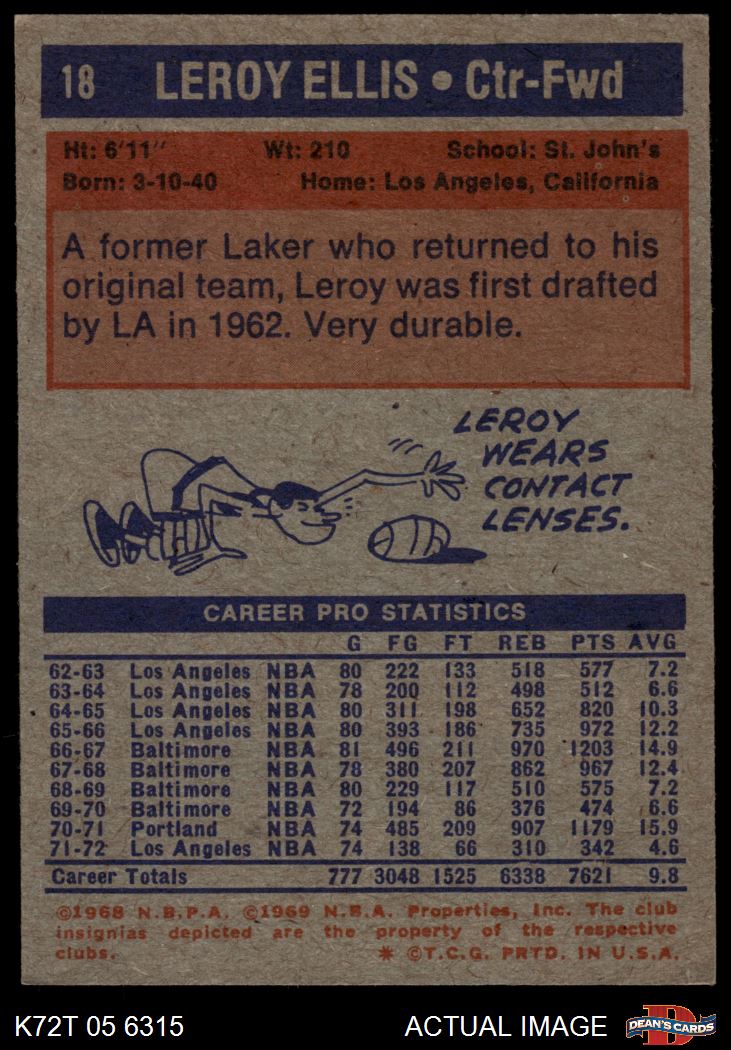 18 LEROY ELLIS • Ctr-Fwd
Ht: 6'11" Wt: 210 School: St. John's
Born: 3-10-40 Home: Los Angeles, California
A former Laker who returned to his
original team, Leroy was first drafted
by LA in 1962. Very durable.
LEROY
WEARS
CONTACT
LENSES.
CAREER PRO STATISTICS
G FG FT REB PTS AVG
62-63 Los Angeles NBA 80 222 133 518 577 7.2
63-64 Los Angeles NBA 78 200 112 498 512 6.6
64-65 Los Angeles NBA 80 311 198 652 820 10.3
65-66 Los Angeles NBA 80 393 186 735 972 12.2
66-67 Baltimore NBA 81 496 211 970 1203 14.9
67-68 Baltimore NBA 78 380 207 862 967 12.4
68-69 Baltimore NBA 80 229 117 510 575 7.2
69-70 Baltimore NBA 72 194 86 376 474 6.6
70-71 Portland NBA 74 485 209 907 1179 15.9
71-72 Los Angeles NBA 74 138 66 310 342 4.6
Career Totals 777 3048 1525 6338 7621 9.8
©1968 N.B.P.A. ©1969 N.B.A. Properties, Inc. The club
insignias depicted are the property of the respective
clubs. * ©T.C.G. PRTD. IN U.S.A.
K72T 05 6315 ACTUAL IMAGE D DEAN'S CARDS